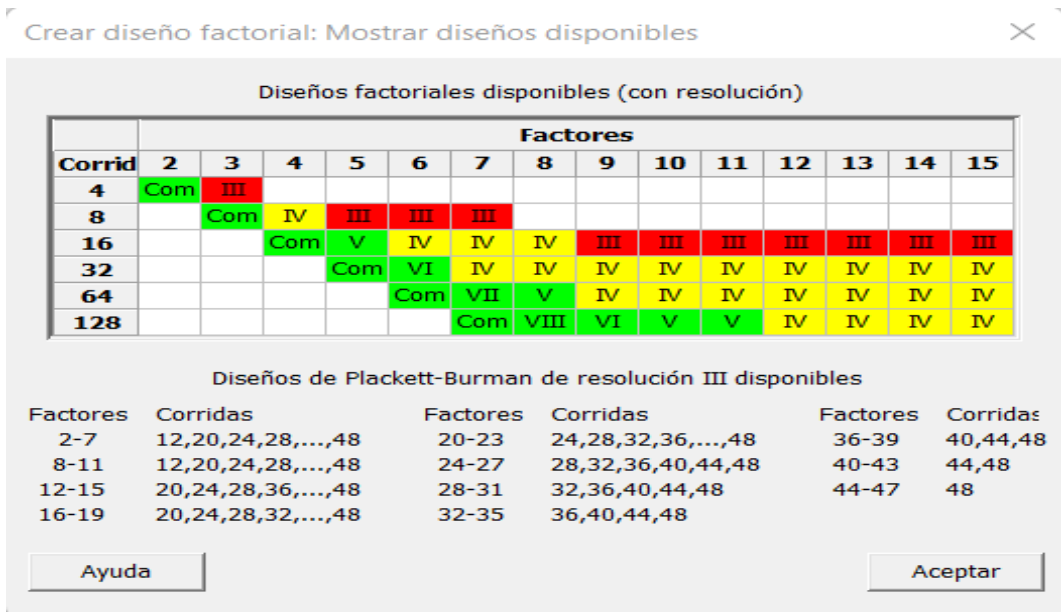 Crear diseño factorial: Mostrar diseños disponibles
Diseños factoriales disponibles (con resolución)
Factores
Corrid 2 3 4 5 6 7 8 9 10 11 12 13 14 15
4 Com III
8 Com IV III III III
16 Com V IV IV IV III III III III III III III
32 Com VI IV IV IV IV IV IV IV IV IV
64 Com VII V IV IV IV IV IV IV IV
128 Com VIII VI V V IV IV IV IV
Diseños de Plackett-Burman de resolución III disponibles
Factores Corridas Factores Corridas Factores Corridas
2-7 12,20,24,28,...,48 20-23 24,28,32,36,...,48 36-39 40,44,48
8-11 12,20,24,28,...,48 24-27 28,32,36,40,44,48 40-43 44,48
12-15 20,24,28,36,...,48 28-31 32,36,40,44,48 44-47 48
16-19 20,24,28,32,...,48 32-35 36,40,44,48
Ayuda Aceptar